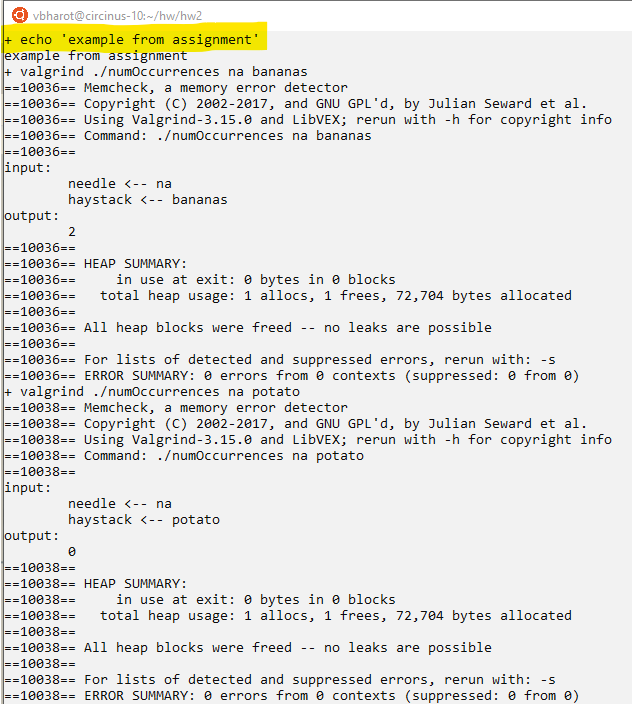 vbharot@circinus-10:~/hw/hw2
+ echo 'example from assignment'
example from assignment
+ valgrind ./numOccurrences na bananas
==10036== Memcheck, a memory error detector
==10036== Copyright (C) 2002-2017, and GNU GPL'd, by Julian Seward et al.
==10036== Using Valgrind-3.15.0 and LibVEX; rerun with -h for copyright info
==10036== Command: ./numOccurrences na bananas
==10036==
input:
        needle <-- na
        haystack <-- bananas
output:
        2
==10036==
==10036== HEAP SUMMARY:
==10036==     in use at exit: 0 bytes in 0 blocks
==10036==   total heap usage: 1 allocs, 1 frees, 72,704 bytes allocated
==10036==
==10036== All heap blocks were freed -- no leaks are possible
==10036==
==10036== For lists of detected and suppressed errors, rerun with: -s
==10036== ERROR SUMMARY: 0 errors from 0 contexts (suppressed: 0 from 0)
+ valgrind ./numOccurrences na potato
==10038== Memcheck, a memory error detector
==10038== Copyright (C) 2002-2017, and GNU GPL'd, by Julian Seward et al.
==10038== Using Valgrind-3.15.0 and LibVEX; rerun with -h for copyright info
==10038== Command: ./numOccurrences na potato
==10038==
input:
        needle <-- na
        haystack <-- potato
output:
        0
==10038==
==10038== HEAP SUMMARY:
==10038==     in use at exit: 0 bytes in 0 blocks
==10038==   total heap usage: 1 allocs, 1 frees, 72,704 bytes allocated
==10038==
==10038== All heap blocks were freed -- no leaks are possible
==10038==
==10038== For lists of detected and suppressed errors, rerun with: -s
==10038== ERROR SUMMARY: 0 errors from 0 contexts (suppressed: 0 from 0)